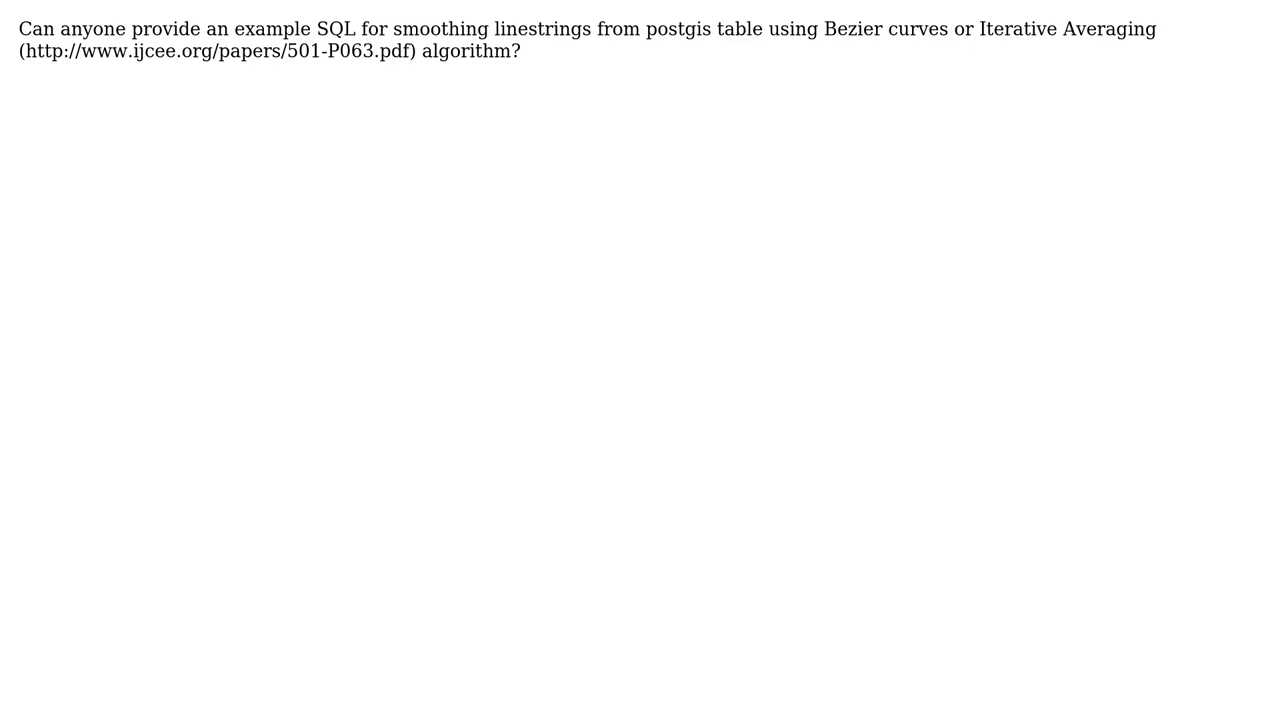 Can anyone provide an example SQL for smoothing linestrings from postgis table using Bezier curves or Iterative Averaging
(http://www.ijcee.org/papers/501-P063.pdf) algorithm?